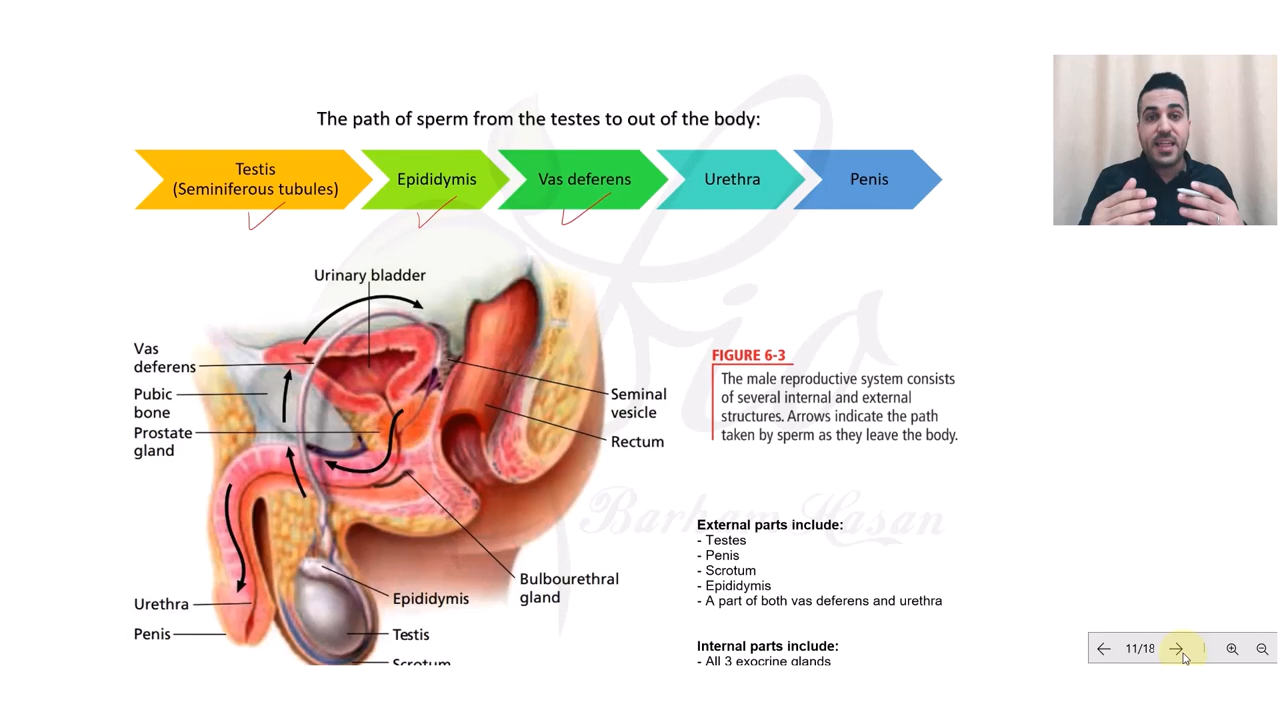 The path of sperm from the testes to out of the body:
Testis
(Seminiferous tubules)
Epididymis
Vas deferens
Urethra
Penis
Urinary bladder
Vas
deferens
Pubic
bone
Prostate
gland
Seminal
vesicle
Rectum
Bulbourethral
gland
Epididymis
Urethra
Penis
Testis
Scrotum
FIGURE 6-3
The male reproductive system consists
of several internal and external
structures. Arrows indicate the path
taken by sperm as they leave the body.
Bio
Barham Hasan
External parts include:
- Testes
- Penis
- Scrotum
- Epididymis
- A part of both vas deferens and urethra
Internal parts include:
- All 3 exocrine glands
11/18